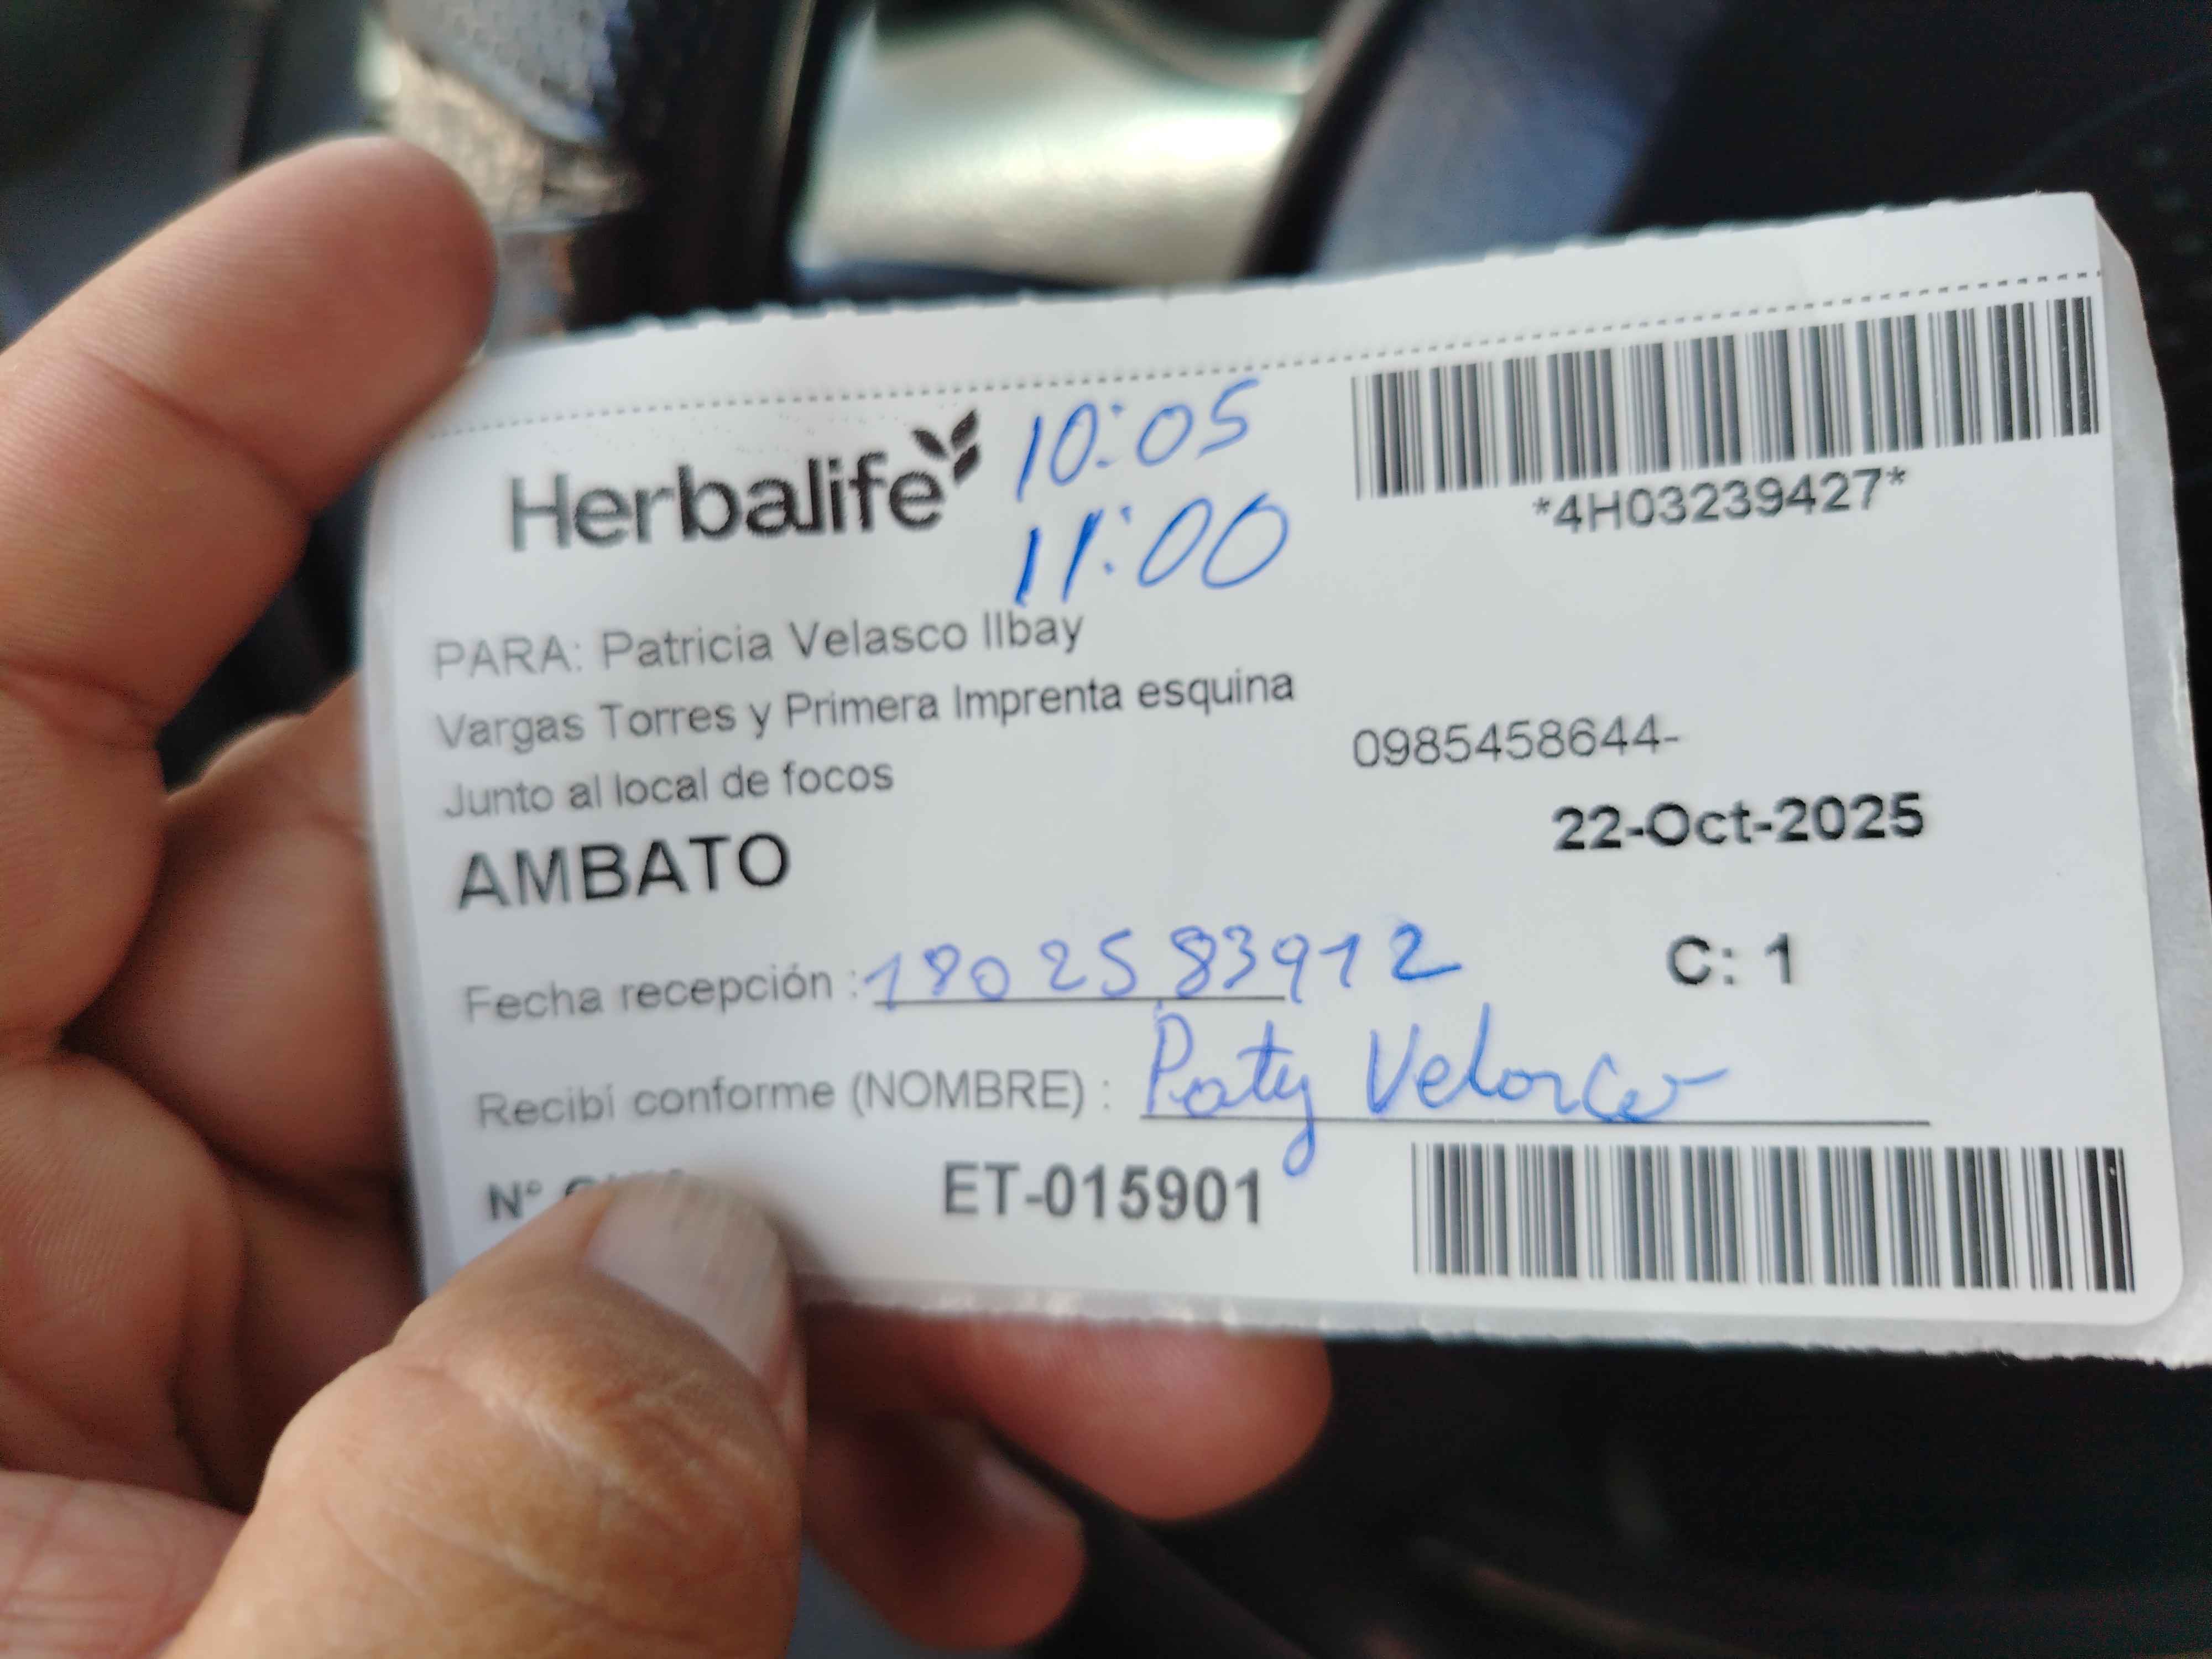 Herbalife
10:05
11:00
*4H03239427*
PARA: Patricia Velasco Ilbay
Vargas Torres y Primera Imprenta esquina
Junto al local de focos
0985458644-
AMBATO
22-Oct-2025
Fecha recepción : 1802583912
C: 1
Recibí conforme (NOMBRE) : Paty Velasco
N°
ET-015901